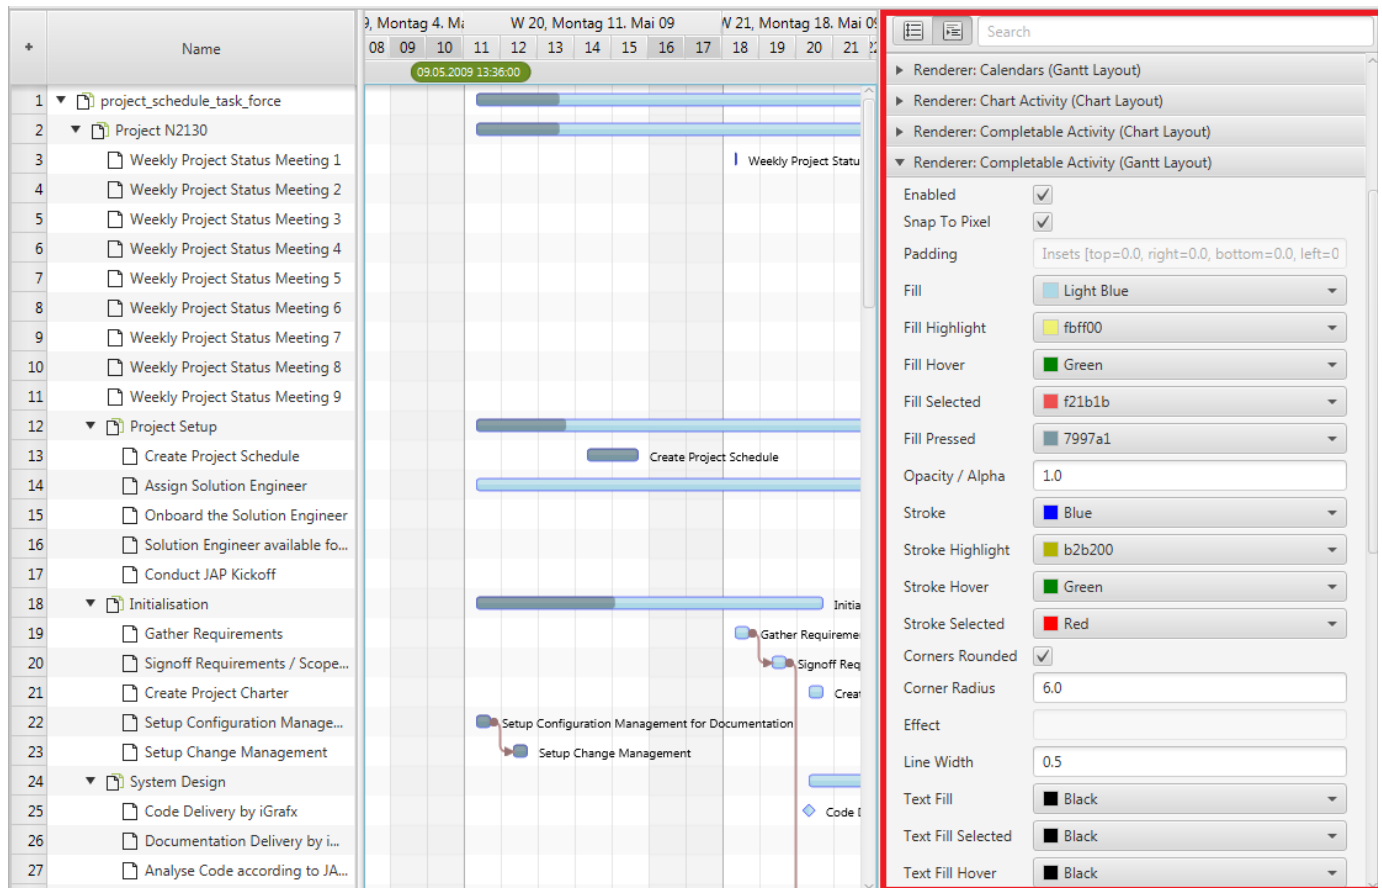 9, Montag 4. Ma W 20, Montag 11. Mai 09 W 21, Montag 18. Mai 09
+ Name
08 09 10 11 12 13 14 15 16 17 18 19 20 21 22
09.05.2009 13:36:00
1 project_schedule_task_force
2 Project N2130
3 Weekly Project Status Meeting 1 Weekly Project Statu
4 Weekly Project Status Meeting 2
5 Weekly Project Status Meeting 3
6 Weekly Project Status Meeting 4
7 Weekly Project Status Meeting 5
8 Weekly Project Status Meeting 6
9 Weekly Project Status Meeting 7
10 Weekly Project Status Meeting 8
11 Weekly Project Status Meeting 9
12 Project Setup
13 Create Project Schedule Create Project Schedule
14 Assign Solution Engineer
15 Onboard the Solution Engineer
16 Solution Engineer available fo...
17 Conduct JAP Kickoff
18 Initialisation Initia
19 Gather Requirements Gather Requireme
20 Signoff Requirements / Scope... Signoff Req
21 Create Project Charter Creat
22 Setup Configuration Manage... Setup Configuration Management for Documentation
23 Setup Change Management Setup Change Management
24 System Design
25 Code Delivery by iGrafx Code D
26 Documentation Delivery by i...
27 Analyse Code according to JA...
Search
Renderer: Calendars (Gantt Layout)
Renderer: Chart Activity (Chart Layout)
Renderer: Completable Activity (Chart Layout)
Renderer: Completable Activity (Gantt Layout)
Enabled
Snap To Pixel
Padding Insets [top=0.0, right=0.0, bottom=0.0, left=0
Fill Light Blue
Fill Highlight fbff00
Fill Hover Green
Fill Selected f21b1b
Fill Pressed 7997a1
Opacity / Alpha 1.0
Stroke Blue
Stroke Highlight b2b200
Stroke Hover Green
Stroke Selected Red
Corners Rounded
Corner Radius 6.0
Effect
Line Width 0.5
Text Fill Black
Text Fill Selected Black
Text Fill Hover Black